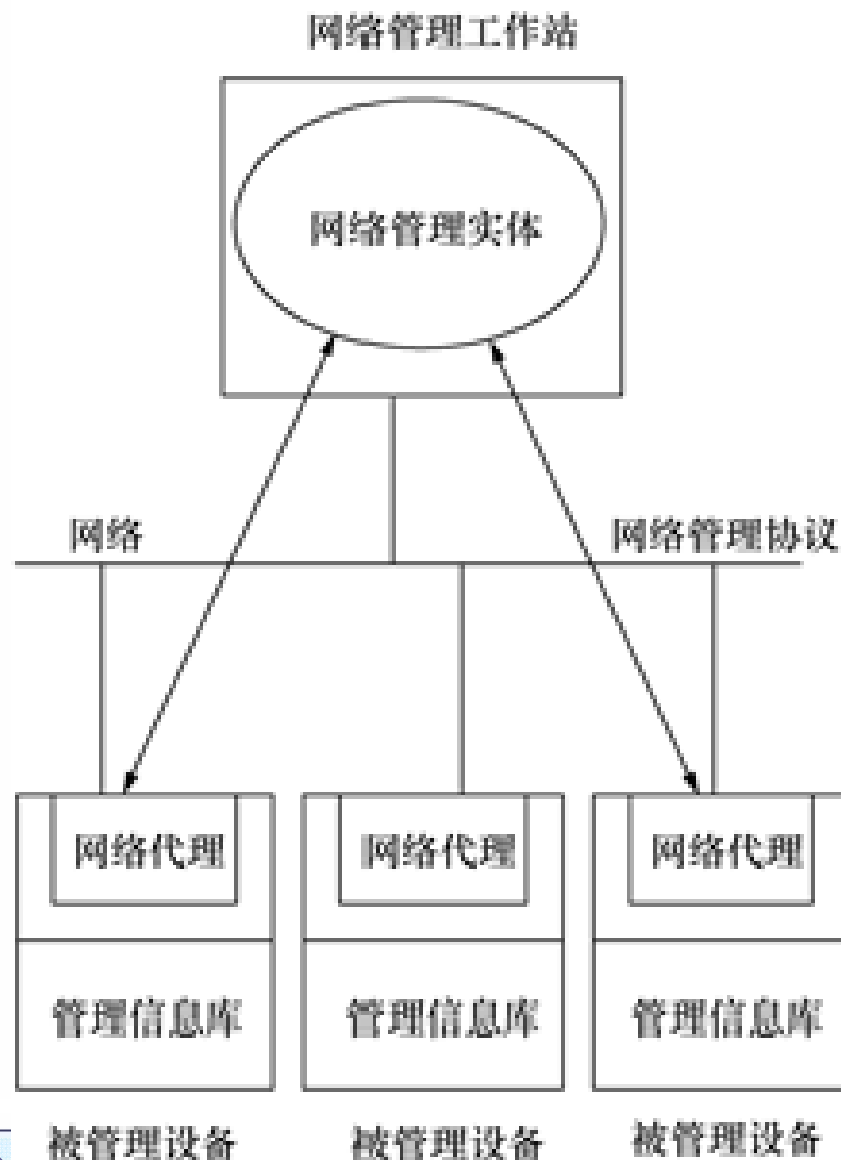 网络管理工作站
网络管理实体
网络
网络管理协议
网络代理
网络代理
网络代理
管理信息库
管理信息库
管理信息库
被管理设备
被管理设备
被管理设备